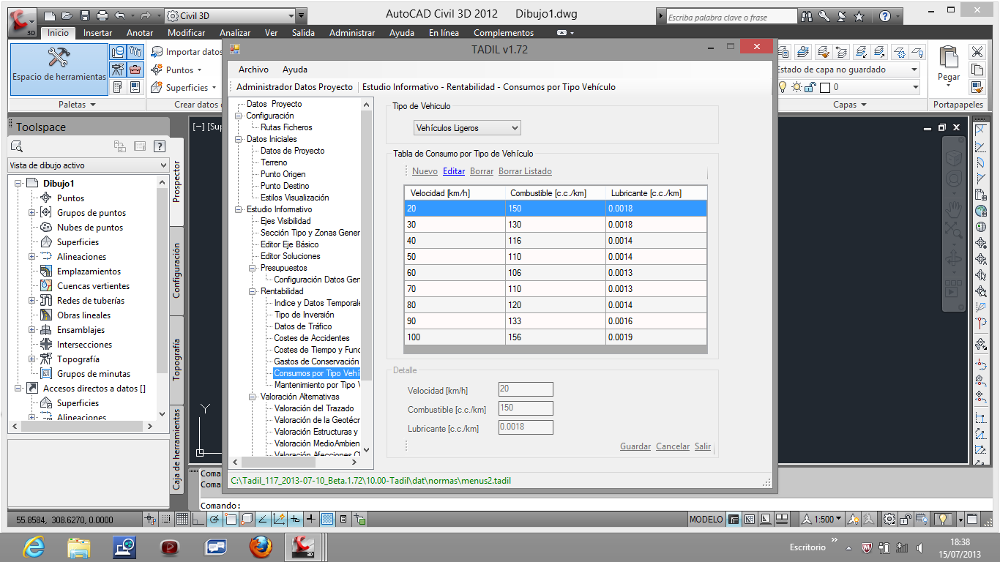 Civil 3D
AutoCAD Civil 3D 2012 Dibujo1.dwg
Escriba palabra clave o frase
3D
Inicio Insertar Anotar Modificar Analizar Ver Salida Administrar Ayuda En línea Complementos
Espacio de herramientas
Importar datos
Puntos
Superficies
Paletas
Crear datos
Estado de capa no guardado
0
Capas
Pegar
Portapapeles
Toolspace
Vista de dibujo activo
Dibujo1
Puntos
Grupos de puntos
Nubes de puntos
Superficies
Alineaciones
Emplazamientos
Cuencas vertientes
Redes de tuberías
Obras lineales
Ensamblajes
Intersecciones
Topografía
Grupos de minutas
Accesos directos a datos []
Superficies
Alineaciones
Prospector
Configuración
Topografía
Caja de herramientas
[−] [Su
Y
TADIL v1.72
Archivo Ayuda
Administrador Datos Proyecto Estudio Informativo - Rentabilidad - Consumos por Tipo Vehículo
Datos Proyecto
Configuración
Rutas Ficheros
Datos Iniciales
Datos de Proyecto
Terreno
Punto Origen
Punto Destino
Estilos Visualización
Estudio Informativo
Ejes Visibilidad
Sección Tipo y Zonas Gener
Editor Eje Básico
Editor Soluciones
Presupuestos
Configuración Datos Gen
Rentabilidad
Indice y Datos Temporale
Tipo de Inversión
Datos de Tráfico
Costes de Accidentes
Costes de Tiempo y Func
Gastos de Conservación
Consumos por Tipo Vehí
Mantenimiento por Tipo V
Valoración Alternativas
Valoración del Trazado
Valoración de la Geotéc
Valoración Estructuras y
Valoración MedioAmbien
Valoración Afecciones
Tipo de Vehiculo
Vehículos Ligeros
Tabla de Consumo por Tipo de Vehículo
Nuevo Editar Borrar Borrar Listado
Velocidad [km/h] Combustible [c.c./km] Lubricante [c.c./km]
20 150 0.0018
30 130 0.0018
40 116 0.0014
50 110 0.0014
60 106 0.0013
70 110 0.0013
80 120 0.0014
90 133 0.0016
100 156 0.0019
Detalle
Velocidad [km/h] 20
Combustible [c.c./km] 150
Lubricante [c.c./km] 0.0018
Guardar Cancelar Salir
C:\Tadil_117_2013-07-10_Beta.1.72\10.00-Tadil\dat\normas\menus2.tadil
Coma
Coma
Comando:
55.8584, 308.6270, 0.0000
MODELO
1:500
Escritorio
18:38
15/07/2013